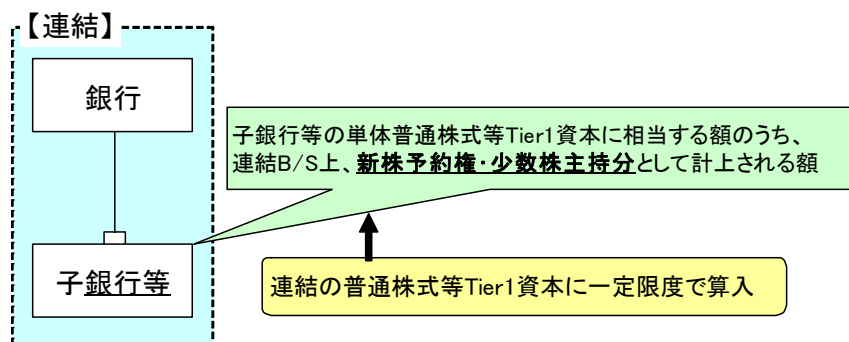 【連結】
銀行
子銀行等の単体普通株式等Tier1資本に相当する額のうち、
連結B/S上、新株予約権・少数株主持分として計上される額
子銀行等
連結の普通株式等Tier1資本に一定限度で算入